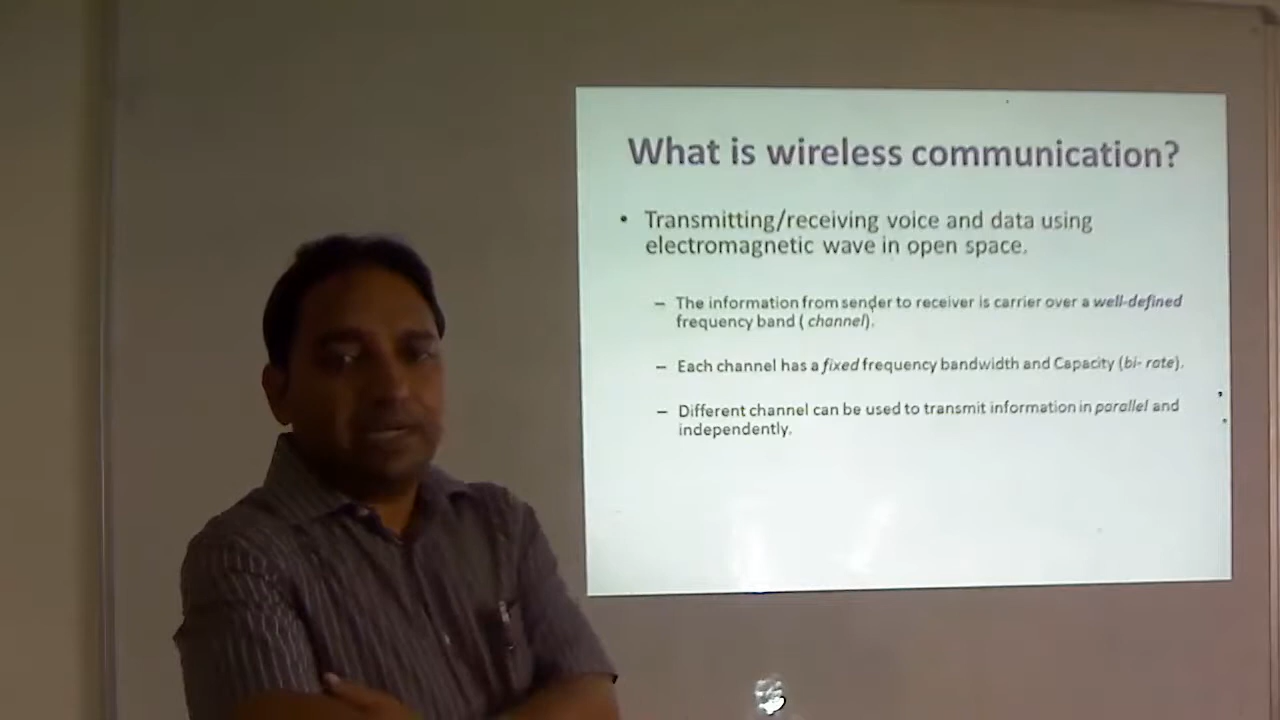 What is wireless communication?
• Transmitting/receiving voice and data using
electromagnetic wave in open space.
– The information from sender to receiver is carrier over a well-defined
frequency band ( channel).
– Each channel has a fixed frequency bandwidth and Capacity (bi- rate).
– Different channel can be used to transmit information in parallel and
independently.